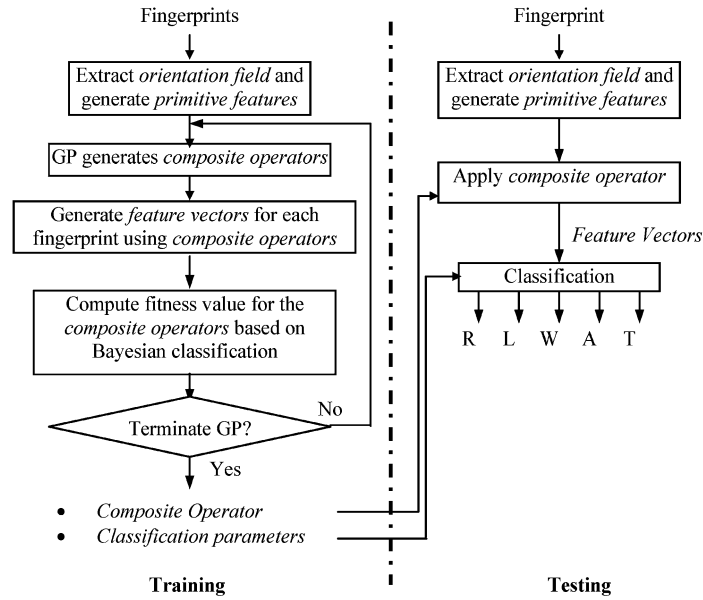 Fingerprints
Extract orientation field and
generate primitive features
GP generates composite operators
Generate feature vectors for each
fingerprint using composite operators
Compute fitness value for the
composite operators based on
Bayesian classification
No
Terminate GP?
Yes
• Composite Operator
• Classification parameters
Training
Fingerprint
Extract orientation field and
generate primitive features
Apply composite operator
Feature Vectors
Classification
R L W A T
Testing